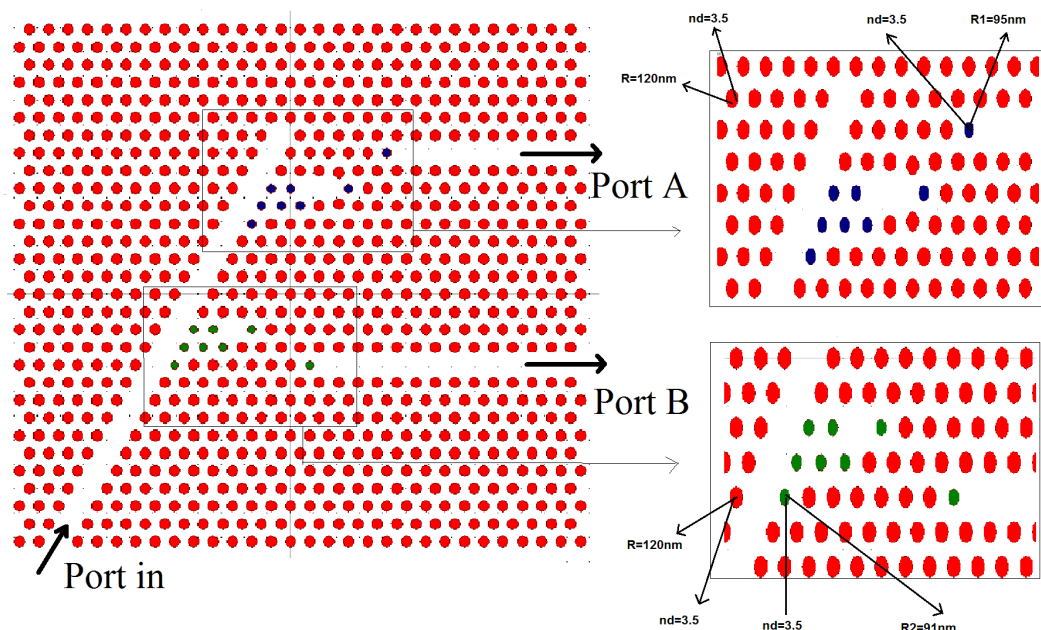 nd=3.5
nd=3.5
R1=95nm
R=120nm
Port A
Port B
Port in
R=120nm
nd=3.5
nd=3.5
R2=91nm